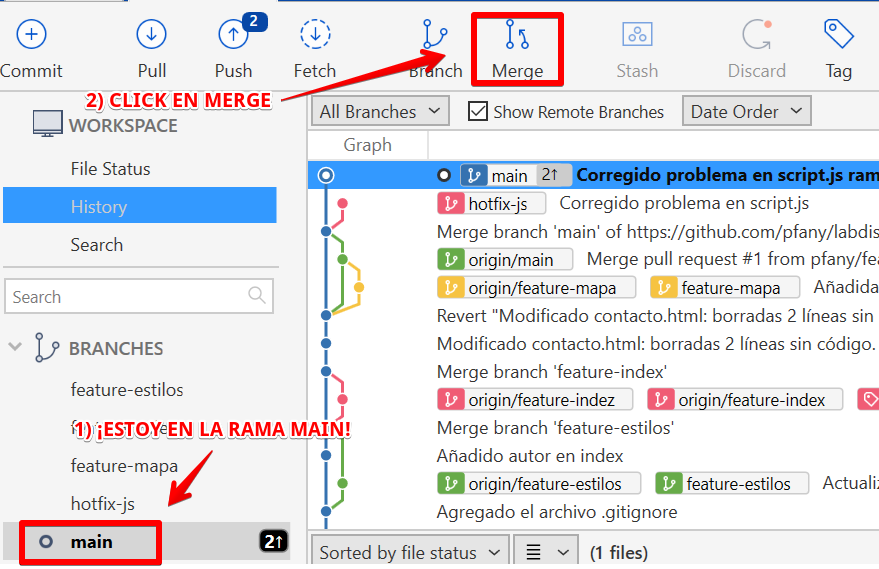 2
Commit
Pull
Push
Fetch
Branch
Merge
Stash
Discard
Tag
2) CLICK EN MERGE
WORKSPACE
File Status
History
Search
Search
BRANCHES
feature-estilos
1) ¡ESTOY EN LA RAMA MAIN!
feature-mapa
hotfix-js
main 2↑
All Branches
Show Remote Branches
Date Order
Graph
main 2↑ Corregido problema en script.js ram
hotfix-js Corregido problema en script.js
Merge branch 'main' of https://github.com/pfany/labdis
origin/main Merge pull request #1 from pfany/fea
origin/feature-mapa feature-mapa Añadida
Revert "Modificado contacto.html: borradas 2 líneas sin
Modificado contacto.html: borradas 2 líneas sin código.
Merge branch 'feature-index'
origin/feature-indez origin/feature-index
Merge branch 'feature-estilos'
Añadido autor en index
origin/feature-estilos feature-estilos Actualiz
Agregado el archivo .gitignore
Sorted by file status
(1 files)